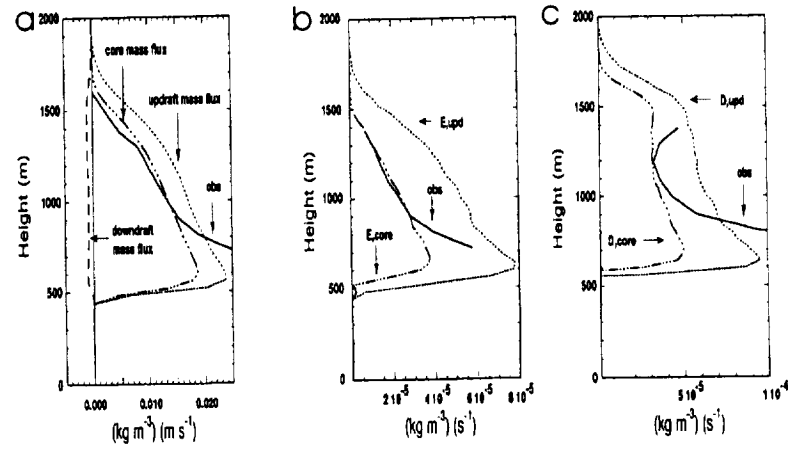 a
2000
1500
1000
500
0
Height (m)
core mass flux
updraft mass flux
obs
downdraft
mass flux
0.000 0.010 0.020
(kg m⁻³) (m s⁻¹)
b
2000
1500
1000
500
0
Height (m)
E,upd
obs
E,core
2 10⁻⁵ 4 10⁻⁵ 6 10⁻⁵ 8 10⁻⁵
(kg m⁻³) (s⁻¹)
c
2000
1500
1000
500
0
Height (m)
D,upd
obs
D,core
5 10⁻⁵ 1 10⁻⁴
(kg m⁻³) (s⁻¹)